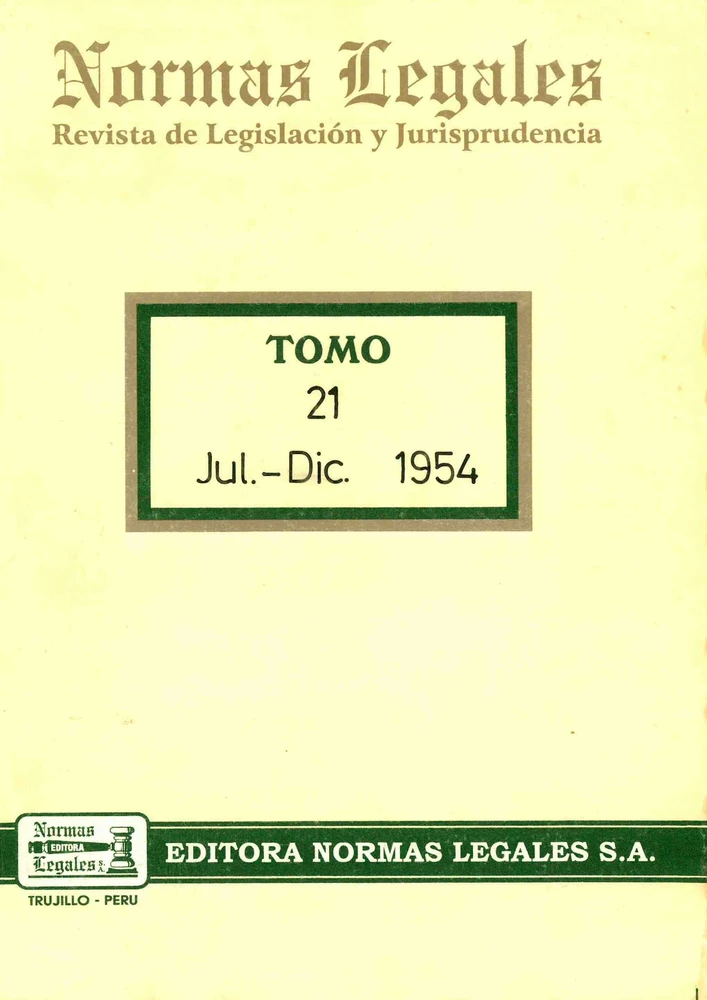 Normas Legales
Revista de Legislación y Jurisprudencia
TOMO
21
Jul.-Dic. 1954
Normas
EDITORA
Legales S.A.
EDITORA NORMAS LEGALES S.A.
TRUJILLO - PERU